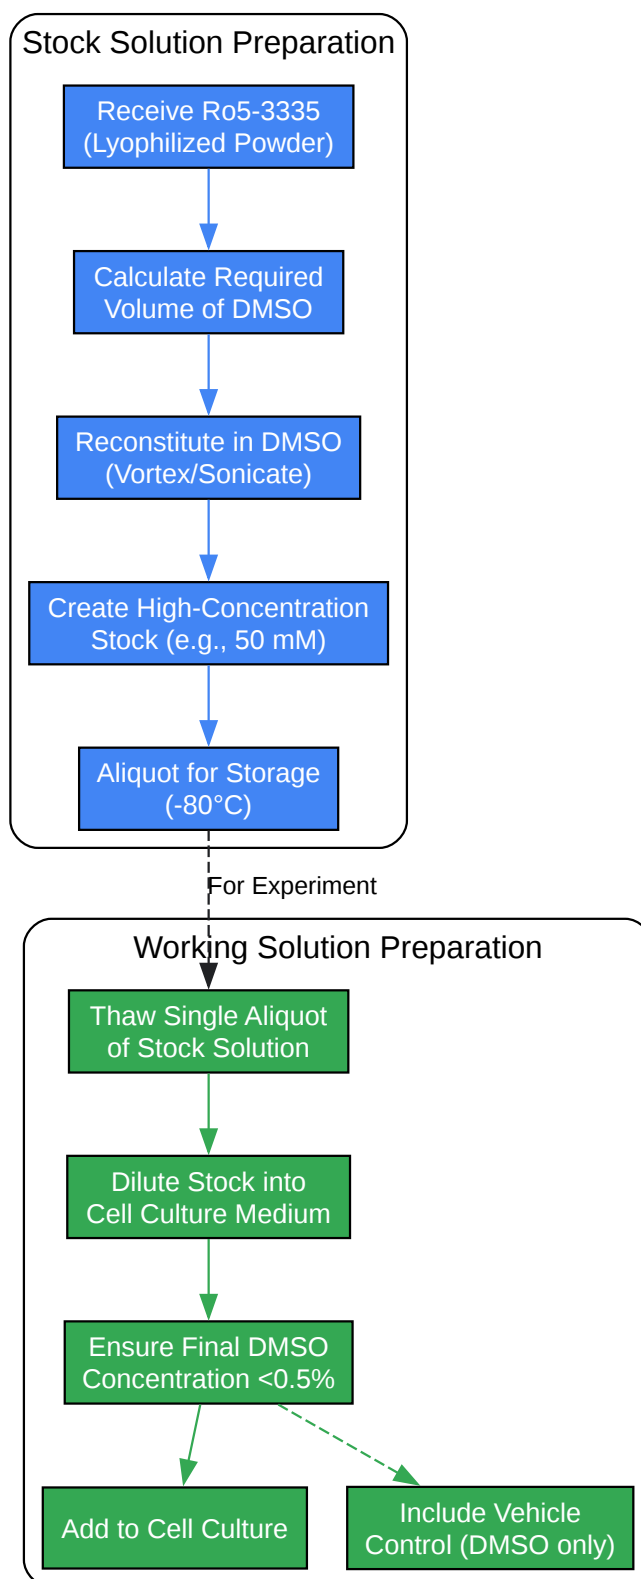 Stock Solution Preparation
Receive Ro5-3335
(Lyophilized Powder)
Calculate Required
Volume of DMSO
Reconstitute in DMSO
(Vortex/Sonicate)
Create High-Concentration
Stock (e.g., 50 mM)
Aliquot for Storage
(-80°C)
For Experiment
Working Solution Preparation
Thaw Single Aliquot
of Stock Solution
Dilute Stock into
Cell Culture Medium
Ensure Final DMSO
Concentration <0.5%
Add to Cell Culture
Include Vehicle
Control (DMSO only)